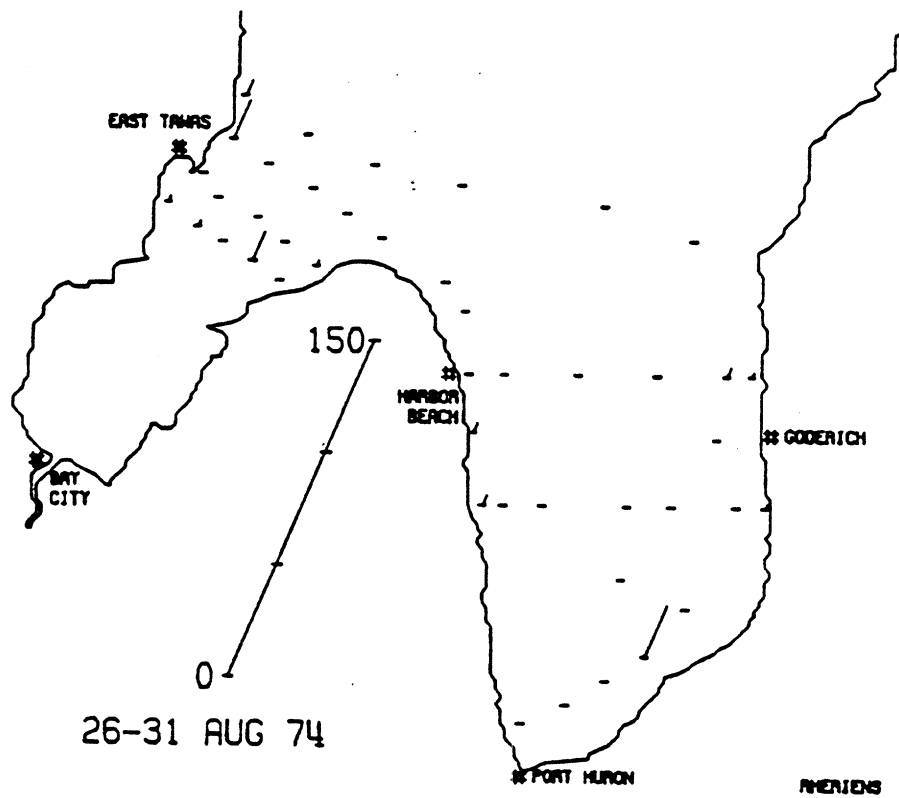 EAST TAWAS
150
HARBOR
BEACH
GODERICH
BAY
CITY
0
26-31 AUG 74
PORT HURON
AMERIENS